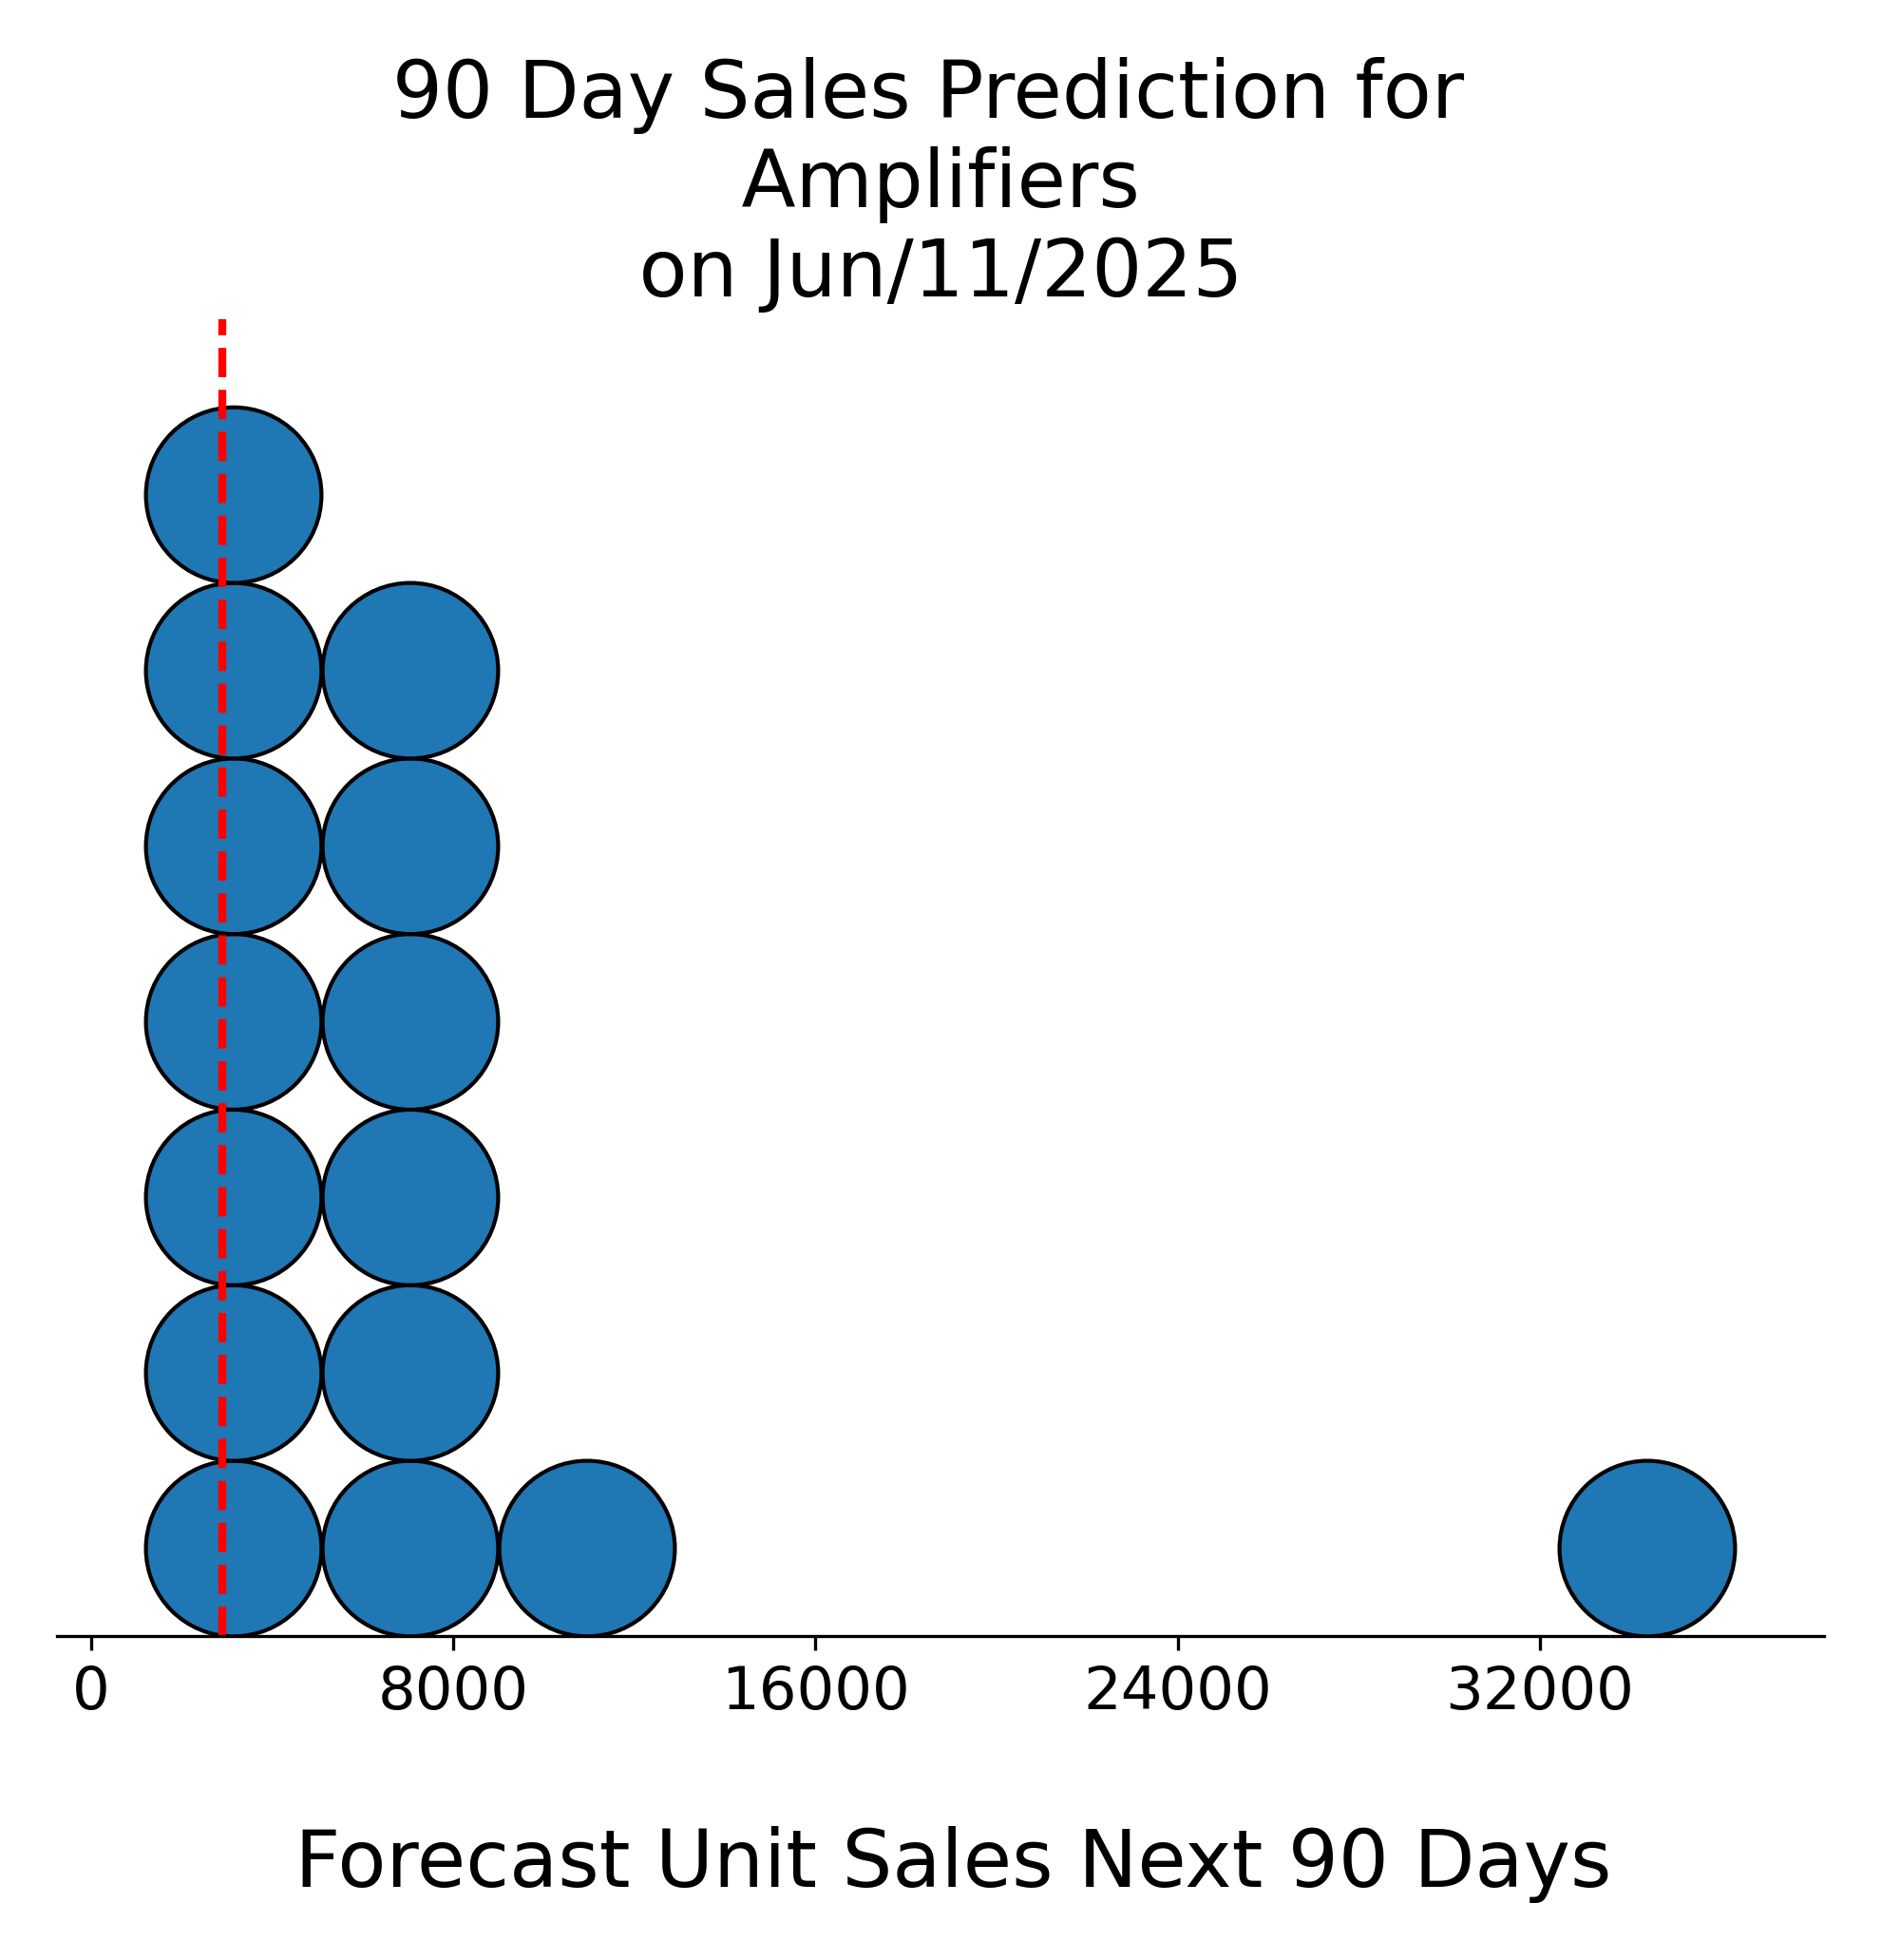 90 Day Sales Prediction for
Amplifiers
on Jun/11/2025
0 8000 16000 24000 32000
Forecast Unit Sales Next 90 Days